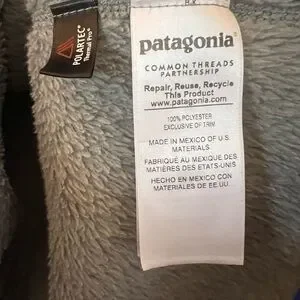 POLARTEC®
Thermal Pro®
patagonia®
COMMON THREADS
PARTNERSHIP
Repair, Reuse, Recycle
This Product
www.patagonia.com
100% POLYESTER
EXCLUSIVE OF TRIM
MADE IN MEXICO OF U.S.
MATERIALS
FABRIQUÉ AU MEXIQUE DES
MATIÈRES DES ETATS-UNIS
HECHO EN MEXICO CON
MATERIALES DE EE.UU.